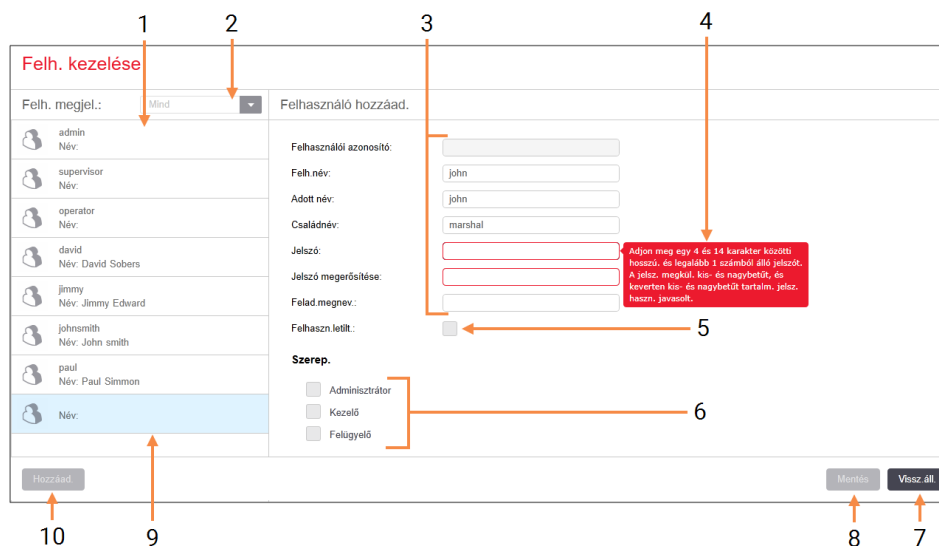 1 2 3 4
Felh. kezelése
Felh. megjel.: Mind
Felhasználó hozzáad.
admin
Név:
supervisor
Név:
operator
Név:
david
Név: David Sobers
jimmy
Név: Jimmy Edward
johnsmith
Név: John smith
paul
Név: Paul Simmon
Név:
Felhasználói azonosító:
Felh.név: john
Adott név: john
Családnév: marshal
Jelszó:
Jelszó megerősítése:
Felad.megnev.:
Felhaszn.letilt.:
Adjon meg egy 4 és 14 karakter közötti
hosszú. és legalább 1 számból álló jelszót.
A jelsz. megkül. kis- és nagybetűt, és
keverten kis- és nagybetűt tartalm. jelsz.
haszn. javasolt.
5
Szerep.
Adminisztrátor
Kezelő
Felügyelő
6
Hozzáad.
Mentés
Vissz.áll.
10 9 8 7